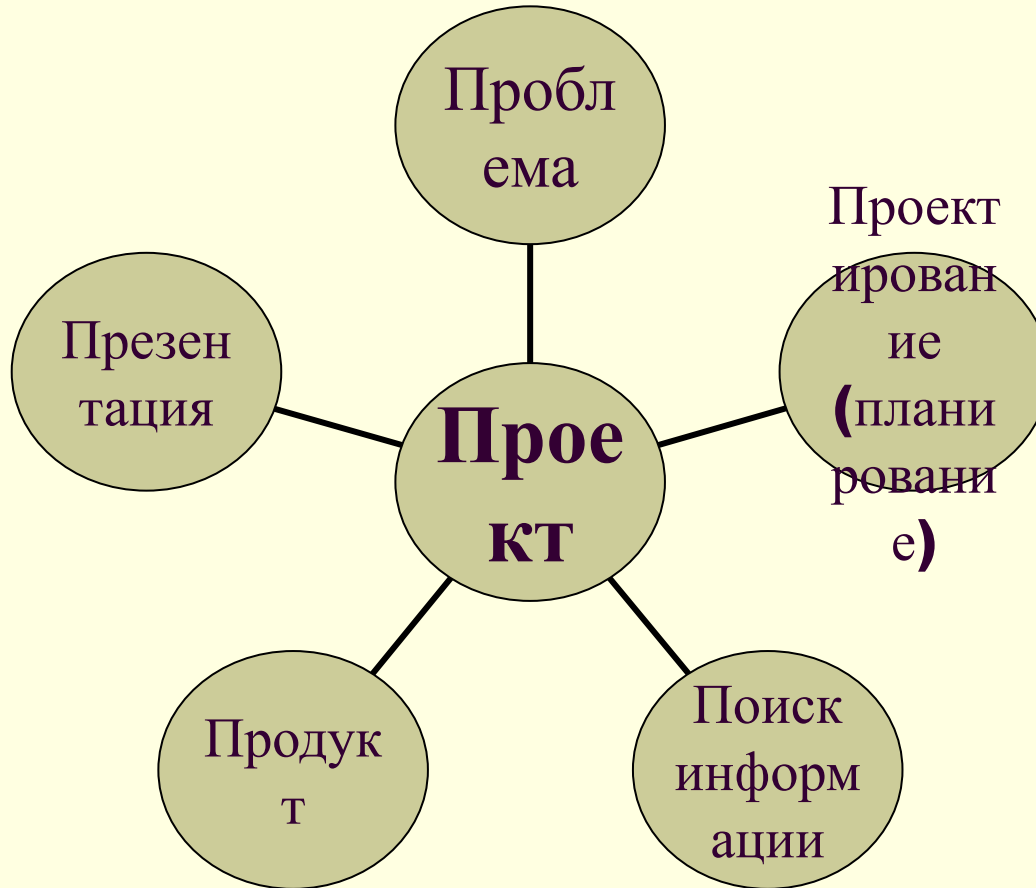 Пробл
ема
Проект
ирован
ие
(плани
ровани
е)
Презен
тация
Прое
кт
Продук
т
Поиск
информ
ации